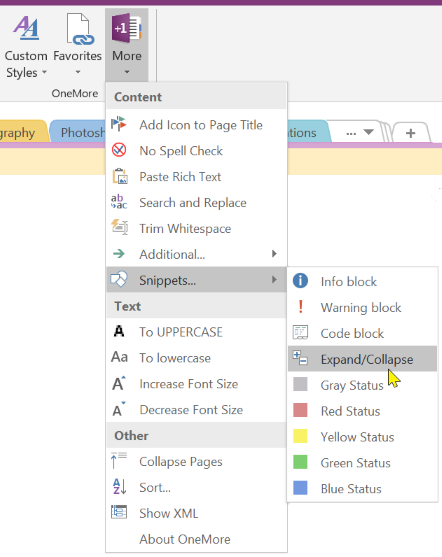 Custom
Styles
Favorites
+1
More
OneMore
Content
Photosh
...
+
Add Icon to Page Title
No Spell Check
Paste Rich Text
ab
ac
Search and Replace
Trim Whitespace
Additional...
Snippets...
Info block
Text
!
Warning block
A
To UPPERCASE
Code block
Aa
To lowercase
Expand/Collapse
A
Increase Font Size
Gray Status
A
Decrease Font Size
Red Status
Other
Yellow Status
Collapse Pages
Green Status
A
Z
Sort...
Blue Status
Show XML
About OneMore